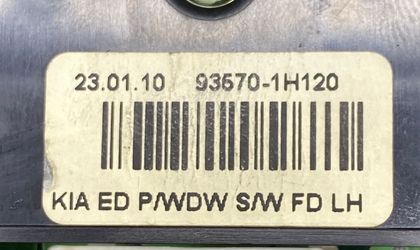 23.01.10 93570-1H120
KIA ED P/WDW S/W FD LH